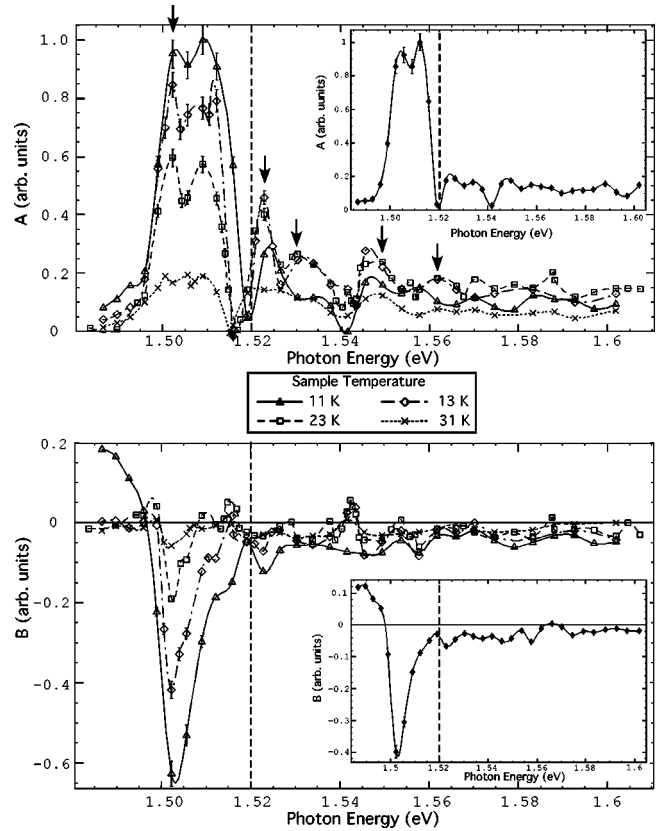 1.0
0.8
0.6
0.4
0.2
0
A (arb. units)
1.50 1.52 1.54 1.56 1.58 1.6
Photon Energy (eV)
1.0
0.8
0.6
0.4
0.2
0
A (arb. uunits)
1.50 1.52 1.54 1.56 1.58 1.60
Photon Energy (eV)
Sample Temperature
11 K 13 K
23 K 31 K
0.2
0
-0.2
-0.4
-0.6
B (arb. units)
1.50 1.52 1.54 1.56 1.58 1.6
Photon Energy (eV)
0.1
0
-0.1
-0.2
-0.3
-0.4
B (arb. units)
1.5 1.52 1.54 1.56 1.58 1.6
Photon Energy (eV)